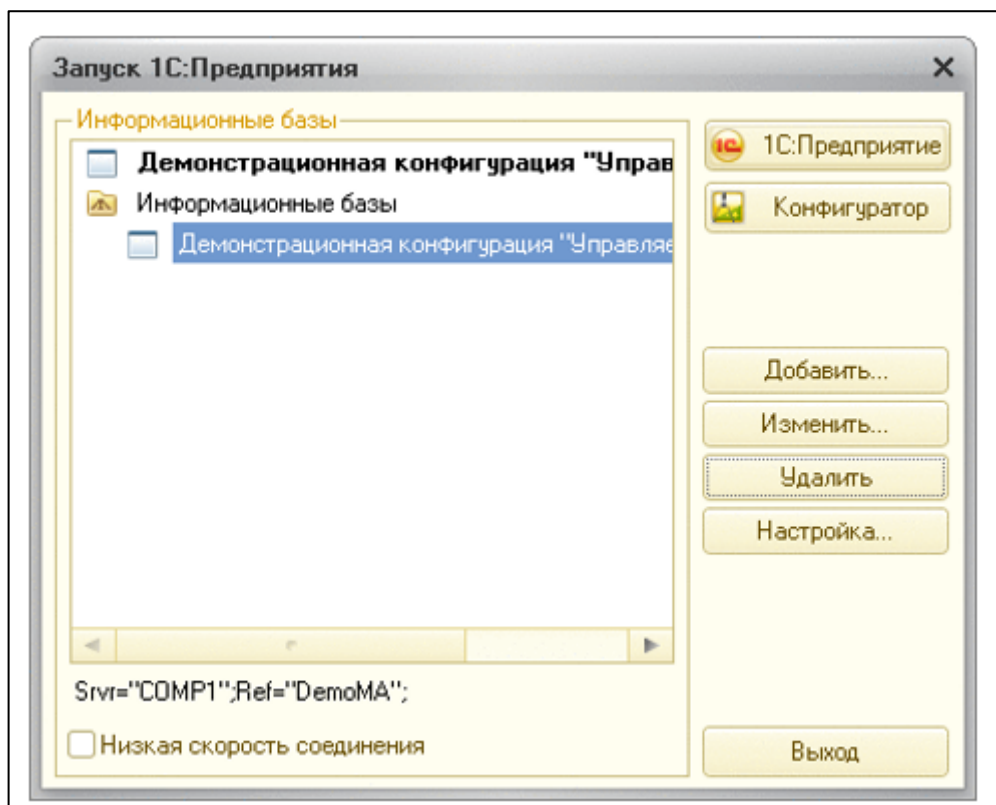 Запуск 1С:Предприятия
Информационные базы
Демонстрационная конфигурация "Управ
Информационные базы
Демонстрационная конфигурация "Управляе
Srvr="COMP1";Ref="DemoMA";
Низкая скорость соединения
1С:Предприятие
Конфигуратор
Добавить...
Изменить...
Удалить
Настройка...
Выход